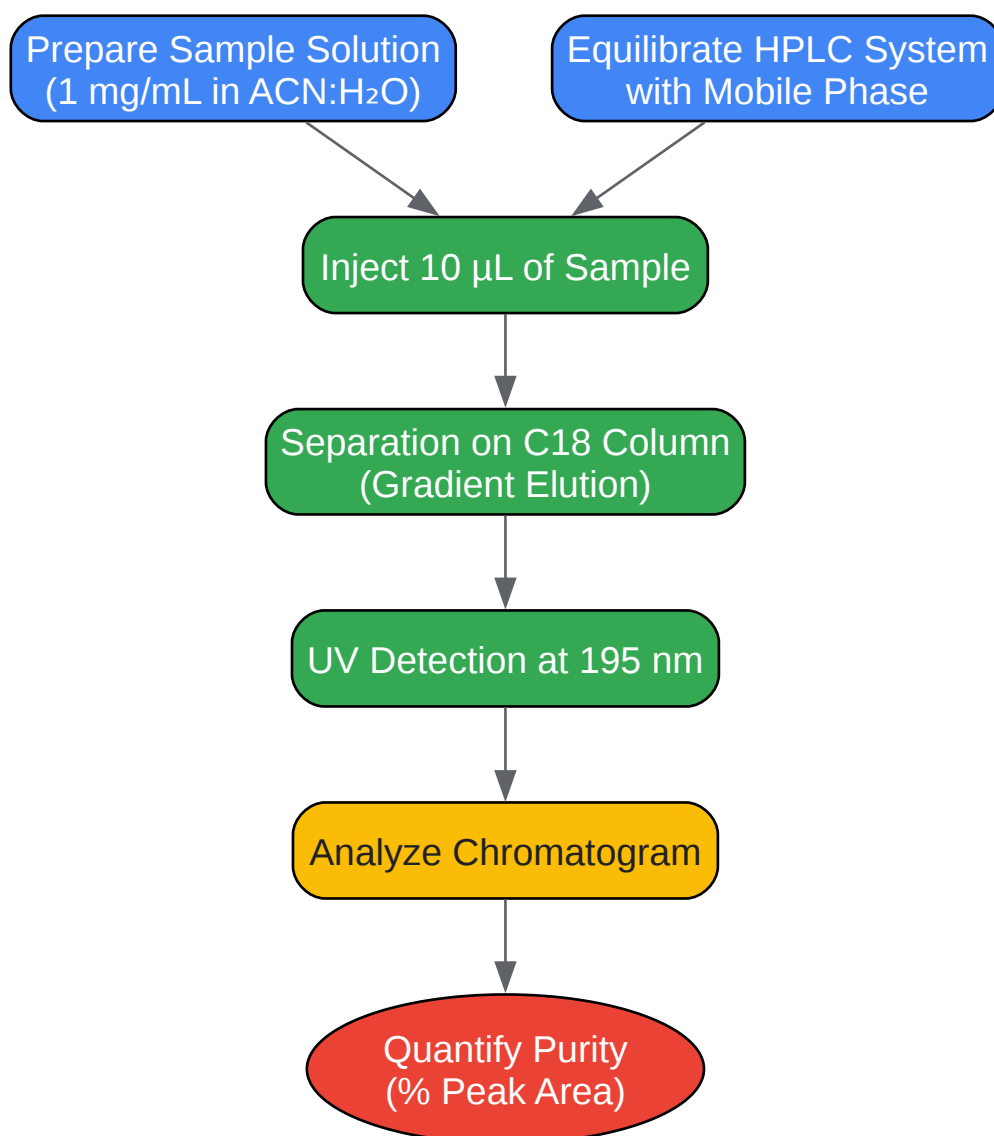 Prepare Sample Solution
(1 mg/mL in ACN:H₂O)
Equilibrate HPLC System
with Mobile Phase
Inject 10 µL of Sample
Separation on C18 Column
(Gradient Elution)
UV Detection at 195 nm
Analyze Chromatogram
Quantify Purity
(% Peak Area)